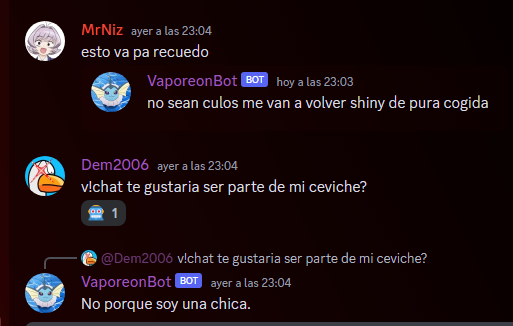 MrNiz ayer a las 23:04
esto va pa recuedo
VaporeonBot BOT hoy a las 23:03
no sean culos me van a volver shiny de pura cogida
Dem2006 ayer a las 23:04
v!chat te gustaria ser parte de mi ceviche?
1
@Dem2006 v!chat te gustaria ser parte de mi ceviche?
VaporeonBot BOT ayer a las 23:04
No porque soy una chica.